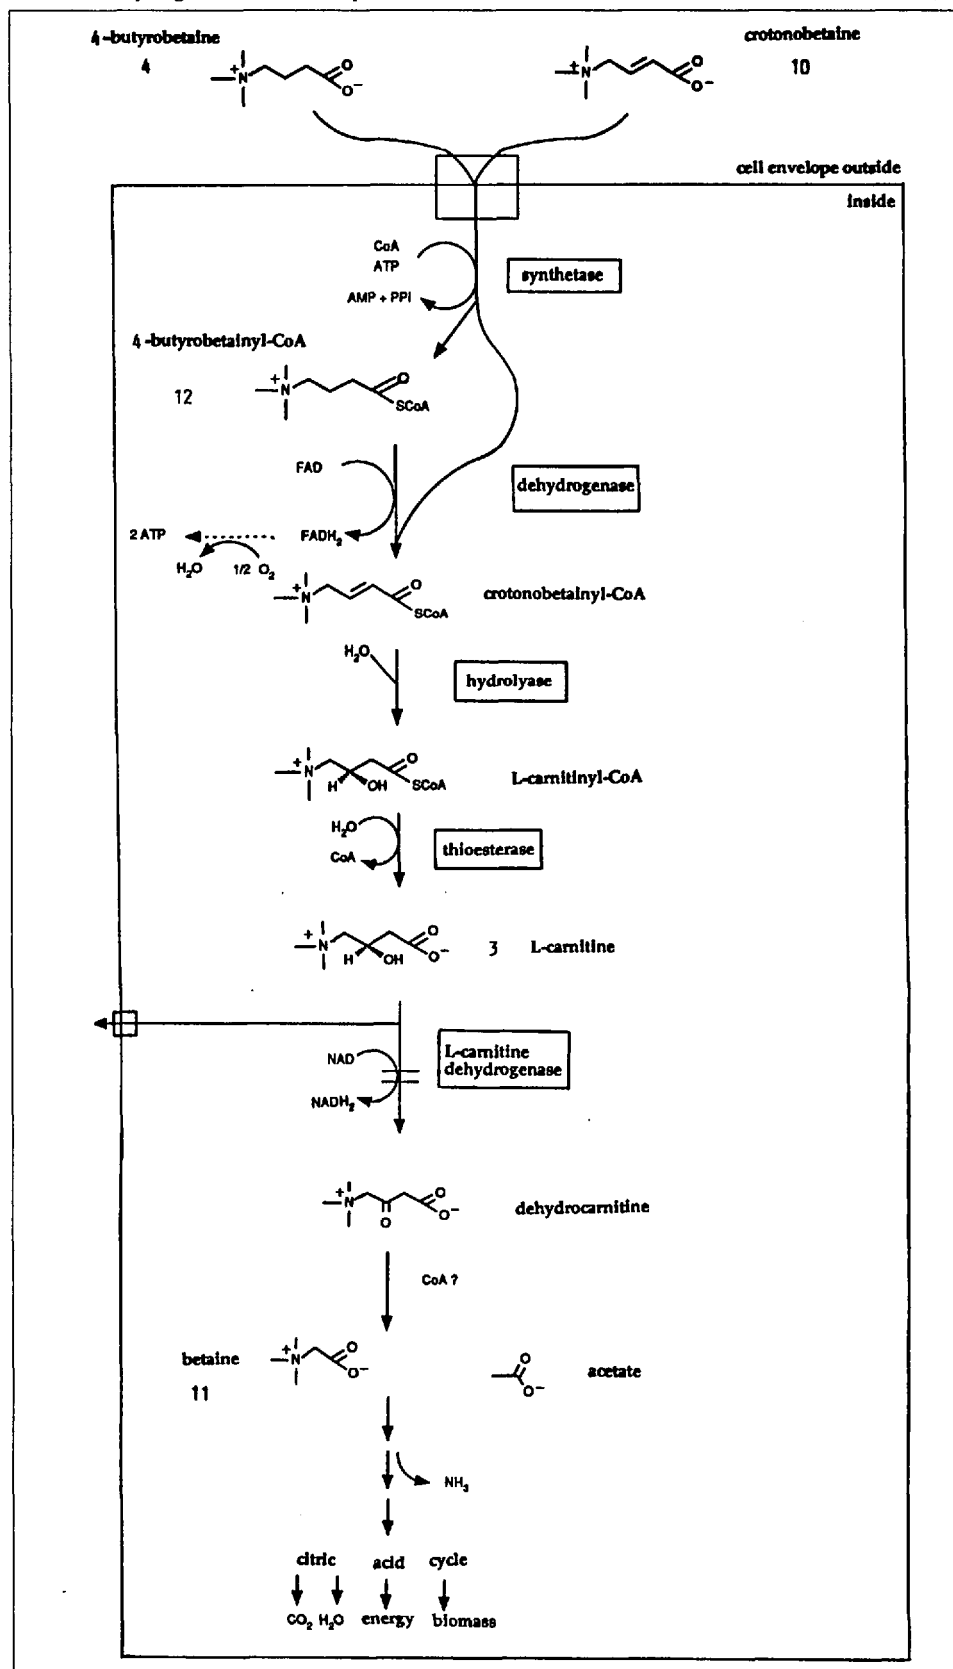 4-butyrobetaine
4
crotonobetaine
10
N+
O
O−
N+
O
O−
cell envelope outside
inside
CoA
ATP
AMP + PPi
synthetase
4-butyrobetainyl-CoA
12
N+
O
SCoA
FAD
FADH2
dehydrogenase
2 ATP
H2O
1/2 O2
N+
O
SCoA
crotonobetainyl-CoA
H2O
hydrolyase
N+
H
OH
O
SCoA
L-carnitinyl-CoA
H2O
CoA
thioesterase
N+
H
OH
O
O−
3 L-carnitine
NAD
NADH2
L-carnitine
dehydrogenase
N+
O
O
O−
dehydrocarnitine
CoA ?
betaine
11
N+
O
O−
O
O−
acetate
NH3
citric acid cycle
CO2 H2O energy biomass